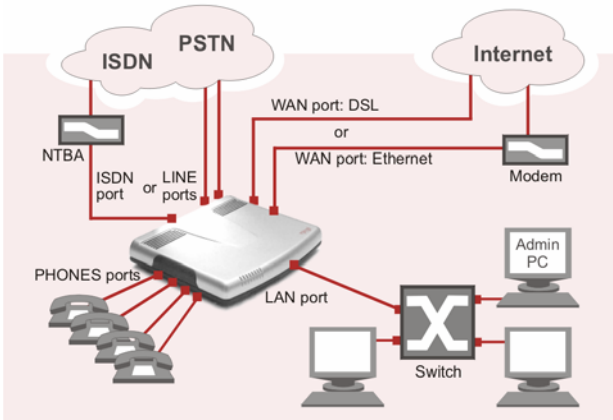 ISDN
PSTN
Internet
WAN port: DSL
or
WAN port: Ethernet
NTBA
Modem
ISDN
port
or
LINE
ports
PHONES ports
LAN port
Admin
PC
Switch